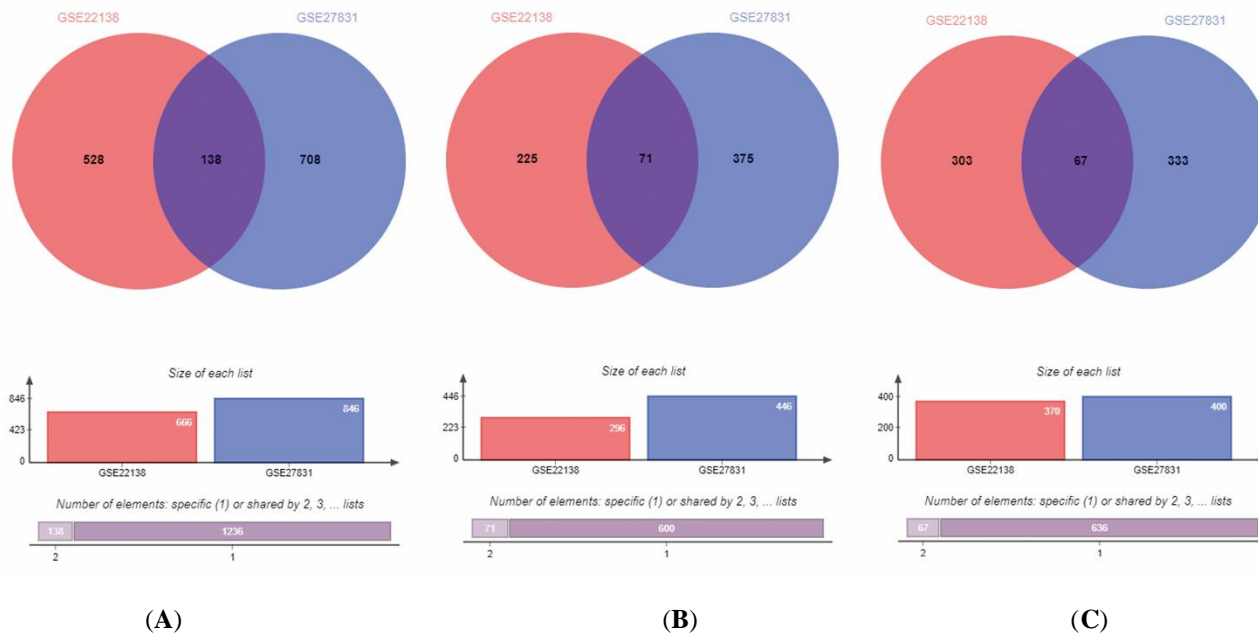 GSE22138
GSE27831
528
138
708
Size of each list
846
423
0
666
846
GSE22138
GSE27831
Number of elements: specific (1) or shared by 2, 3, ... lists
138
1236
2
1
(A)
GSE22138
GSE27831
225
71
375
Size of each list
446
223
0
296
446
GSE22138
GSE27831
Number of elements: specific (1) or shared by 2, 3, ... lists
71
600
2
1
(B)
GSE22138
GSE27831
303
67
333
Size of each list
400
200
0
370
400
GSE22138
GSE27831
Number of elements: specific (1) or shared by 2, 3, ... lists
67
636
2
1
(C)